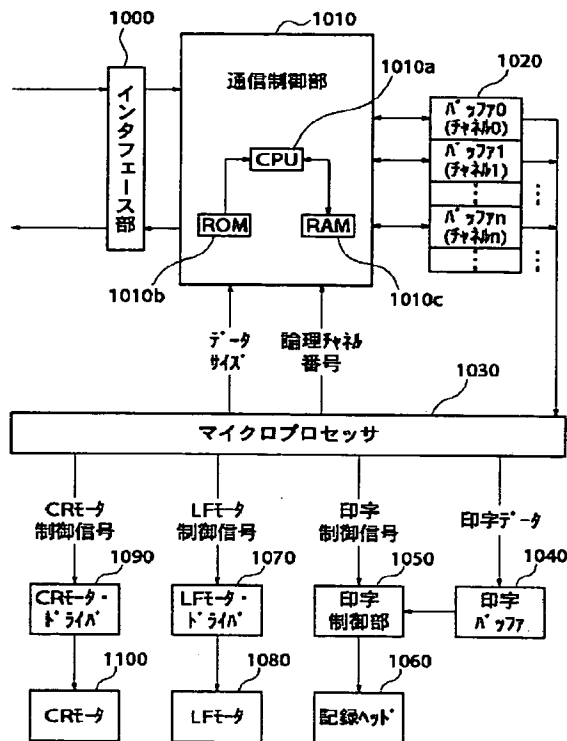 1000
1010
1010a
1020
インタフェース部
通信制御部
CPU
ROM
RAM
1010b
1010c
バッファ0
(チャネル0)
バッファ1
(チャネル1)
バッファn
(チャネルn)
データ
サイズ
論理チャネル
番号
1030
マイクロプロセッサ
CRモータ
制御信号
LFモータ
制御信号
印字
制御信号
印字データ
1090
1070
1050
1040
CRモータ・
ドライバ
LFモータ・
ドライバ
印字
制御部
印字
バッファ
1100
1080
1060
CRモータ
LFモータ
記録ヘッド